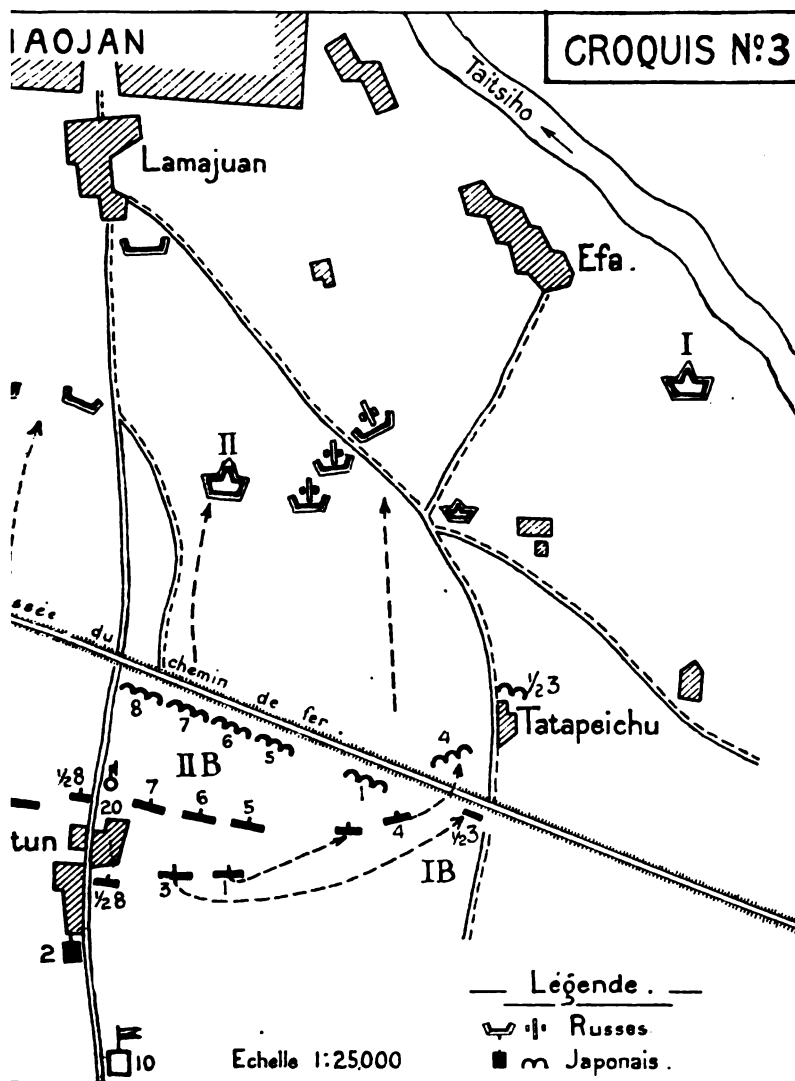 IAOJAN
CROQUIS Nº3
Taitsiho
Lamajuan
Efa.
I
II
ssée du chemin de fer.
8
7
6
5
½3
Tatapeichu
4
IIB
1
½8
20
7
6
5
4
½3
tun
½8
3
1
IB
2
10
Légende.
Russes
Echelle 1:25.000
Japonais.